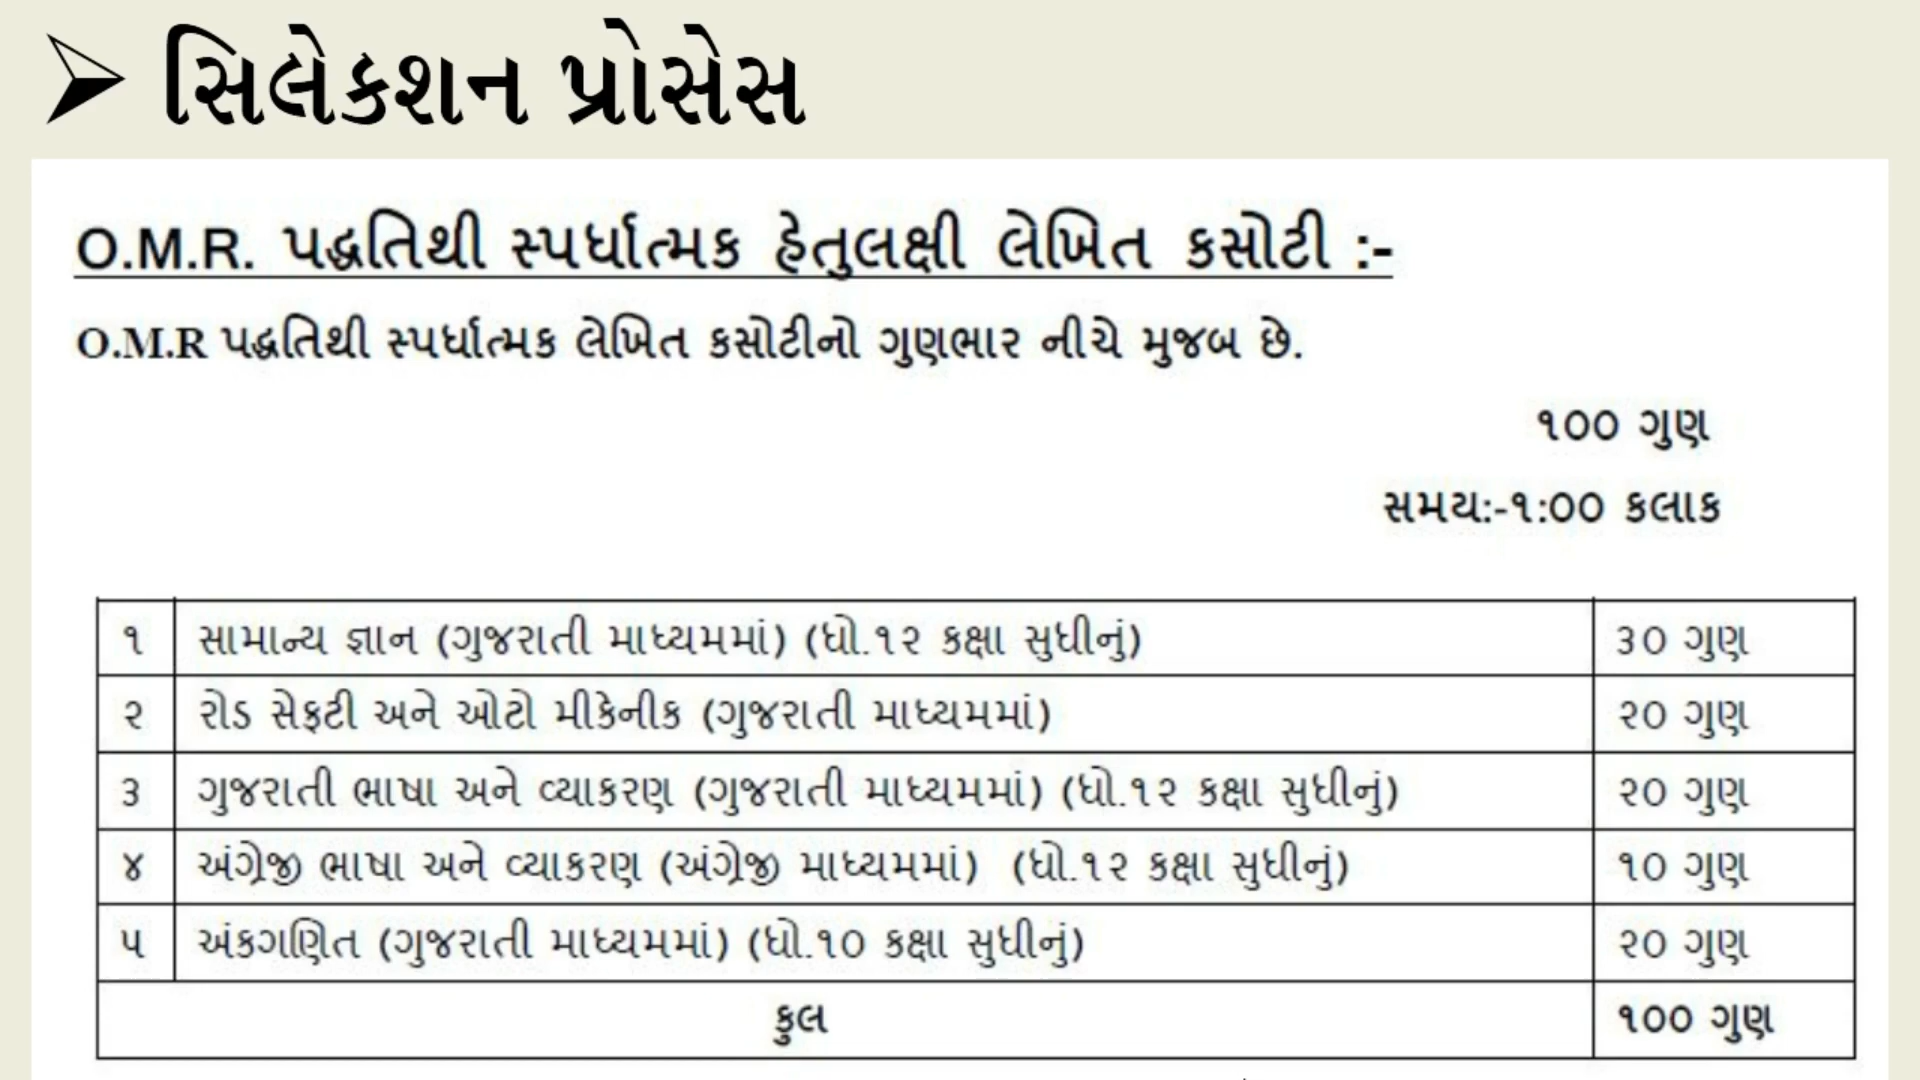 સિલેકશન પ્રોસેસ
O.M.R. પદ્ધતિથી સ્પર્ધાત્મક હેતુલક્ષી લેખિત કસોટી :-
O.M.R પદ્ધતિથી સ્પર્ધાત્મક લેખિત કસોટીનો ગુણભાર નીચે મુજબ છે.
૧૦૦ ગુણ
સમય:-૧:૦૦ કલાક
૧ સામાન્ય જ્ઞાન (ગુજરાતી માધ્યમમાં) (ધો.૧૨ કક્ષા સુધીનું) ૩૦ ગુણ
૨ રોડ સેફટી અને ઓટો મીકેનીક (ગુજરાતી માધ્યમમાં) ૨૦ ગુણ
૩ ગુજરાતી ભાષા અને વ્યાકરણ (ગુજરાતી માધ્યમમાં) (ધો.૧૨ કક્ષા સુધીનું) ૨૦ ગુણ
૪ અંગ્રેજી ભાષા અને વ્યાકરણ (અંગ્રેજી માધ્યમમાં) (ધો.૧૨ કક્ષા સુધીનું) ૧૦ ગુણ
૫ અંકગણિત (ગુજરાતી માધ્યમમાં) (ધો.૧૦ કક્ષા સુધીનું) ૨૦ ગુણ
કુલ ૧૦૦ ગુણ